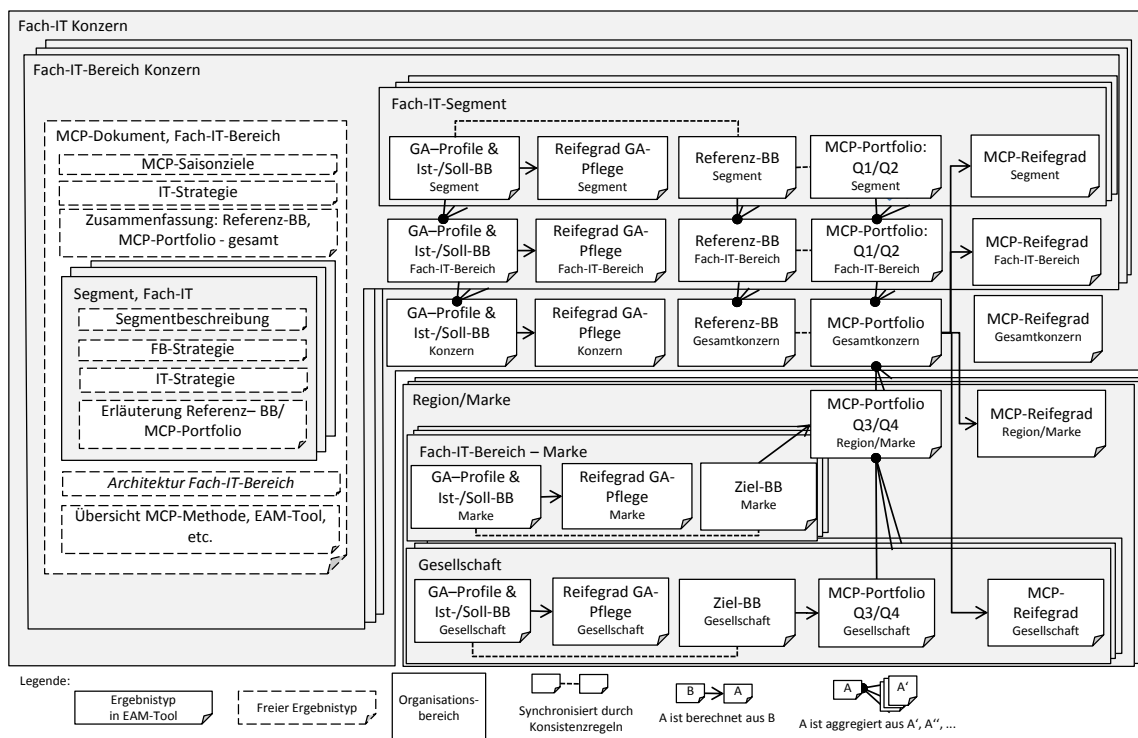 Fach-IT Konzern
Fach-IT-Bereich Konzern
MCP-Dokument, Fach-IT-Bereich
MCP-Saisonziele
IT-Strategie
Zusammenfassung: Referenz-BB,
MCP-Portfolio - gesamt
Segment, Fach-IT
Segmentbeschreibung
FB-Strategie
IT-Strategie
Erläuterung Referenz– BB/
MCP-Portfolio
Architektur Fach-IT-Bereich
Übersicht MCP-Methode, EAM-Tool,
etc.
Fach-IT-Segment
GA–Profile &
Ist-/Soll-BB
Segment
Reifegrad GA-
Pflege
Segment
Referenz-BB
Segment
MCP-Portfolio:
Q1/Q2
Segment
MCP-Reifegrad
Segment
GA–Profile &
Ist-/Soll-BB
Fach-IT-Bereich
Reifegrad GA-
Pflege
Fach-IT-Bereich
Referenz-BB
Fach-IT-Bereich
MCP-Portfolio:
Q1/Q2
Fach-IT-Bereich
MCP-Reifegrad
Fach-IT-Bereich
GA–Profile &
Ist-/Soll-BB
Konzern
Reifegrad GA-
Pflege
Konzern
Referenz-BB
Gesamtkonzern
MCP-Portfolio
Gesamtkonzern
MCP-Reifegrad
Gesamtkonzern
Region/Marke
MCP-Portfolio
Q3/Q4
Region/Marke
MCP-Reifegrad
Region/Marke
Fach-IT-Bereich – Marke
GA–Profile &
Ist-/Soll-BB
Marke
Reifegrad GA-
Pflege
Marke
Ziel-BB
Marke
Gesellschaft
GA–Profile &
Ist-/Soll-BB
Gesellschaft
Reifegrad GA-
Pflege
Gesellschaft
Ziel-BB
Gesellschaft
MCP-Portfolio
Q3/Q4
Gesellschaft
MCP-
Reifegrad
Gesellschaft
Legende:
Ergebnistyp
in EAM-Tool
Freier Ergebnistyp
Organisations-
bereich
Synchronisiert durch
Konsistenzregeln
B
A
A ist berechnet aus B
A
A‘
A ist aggregiert aus A‘, A‘‘, ...